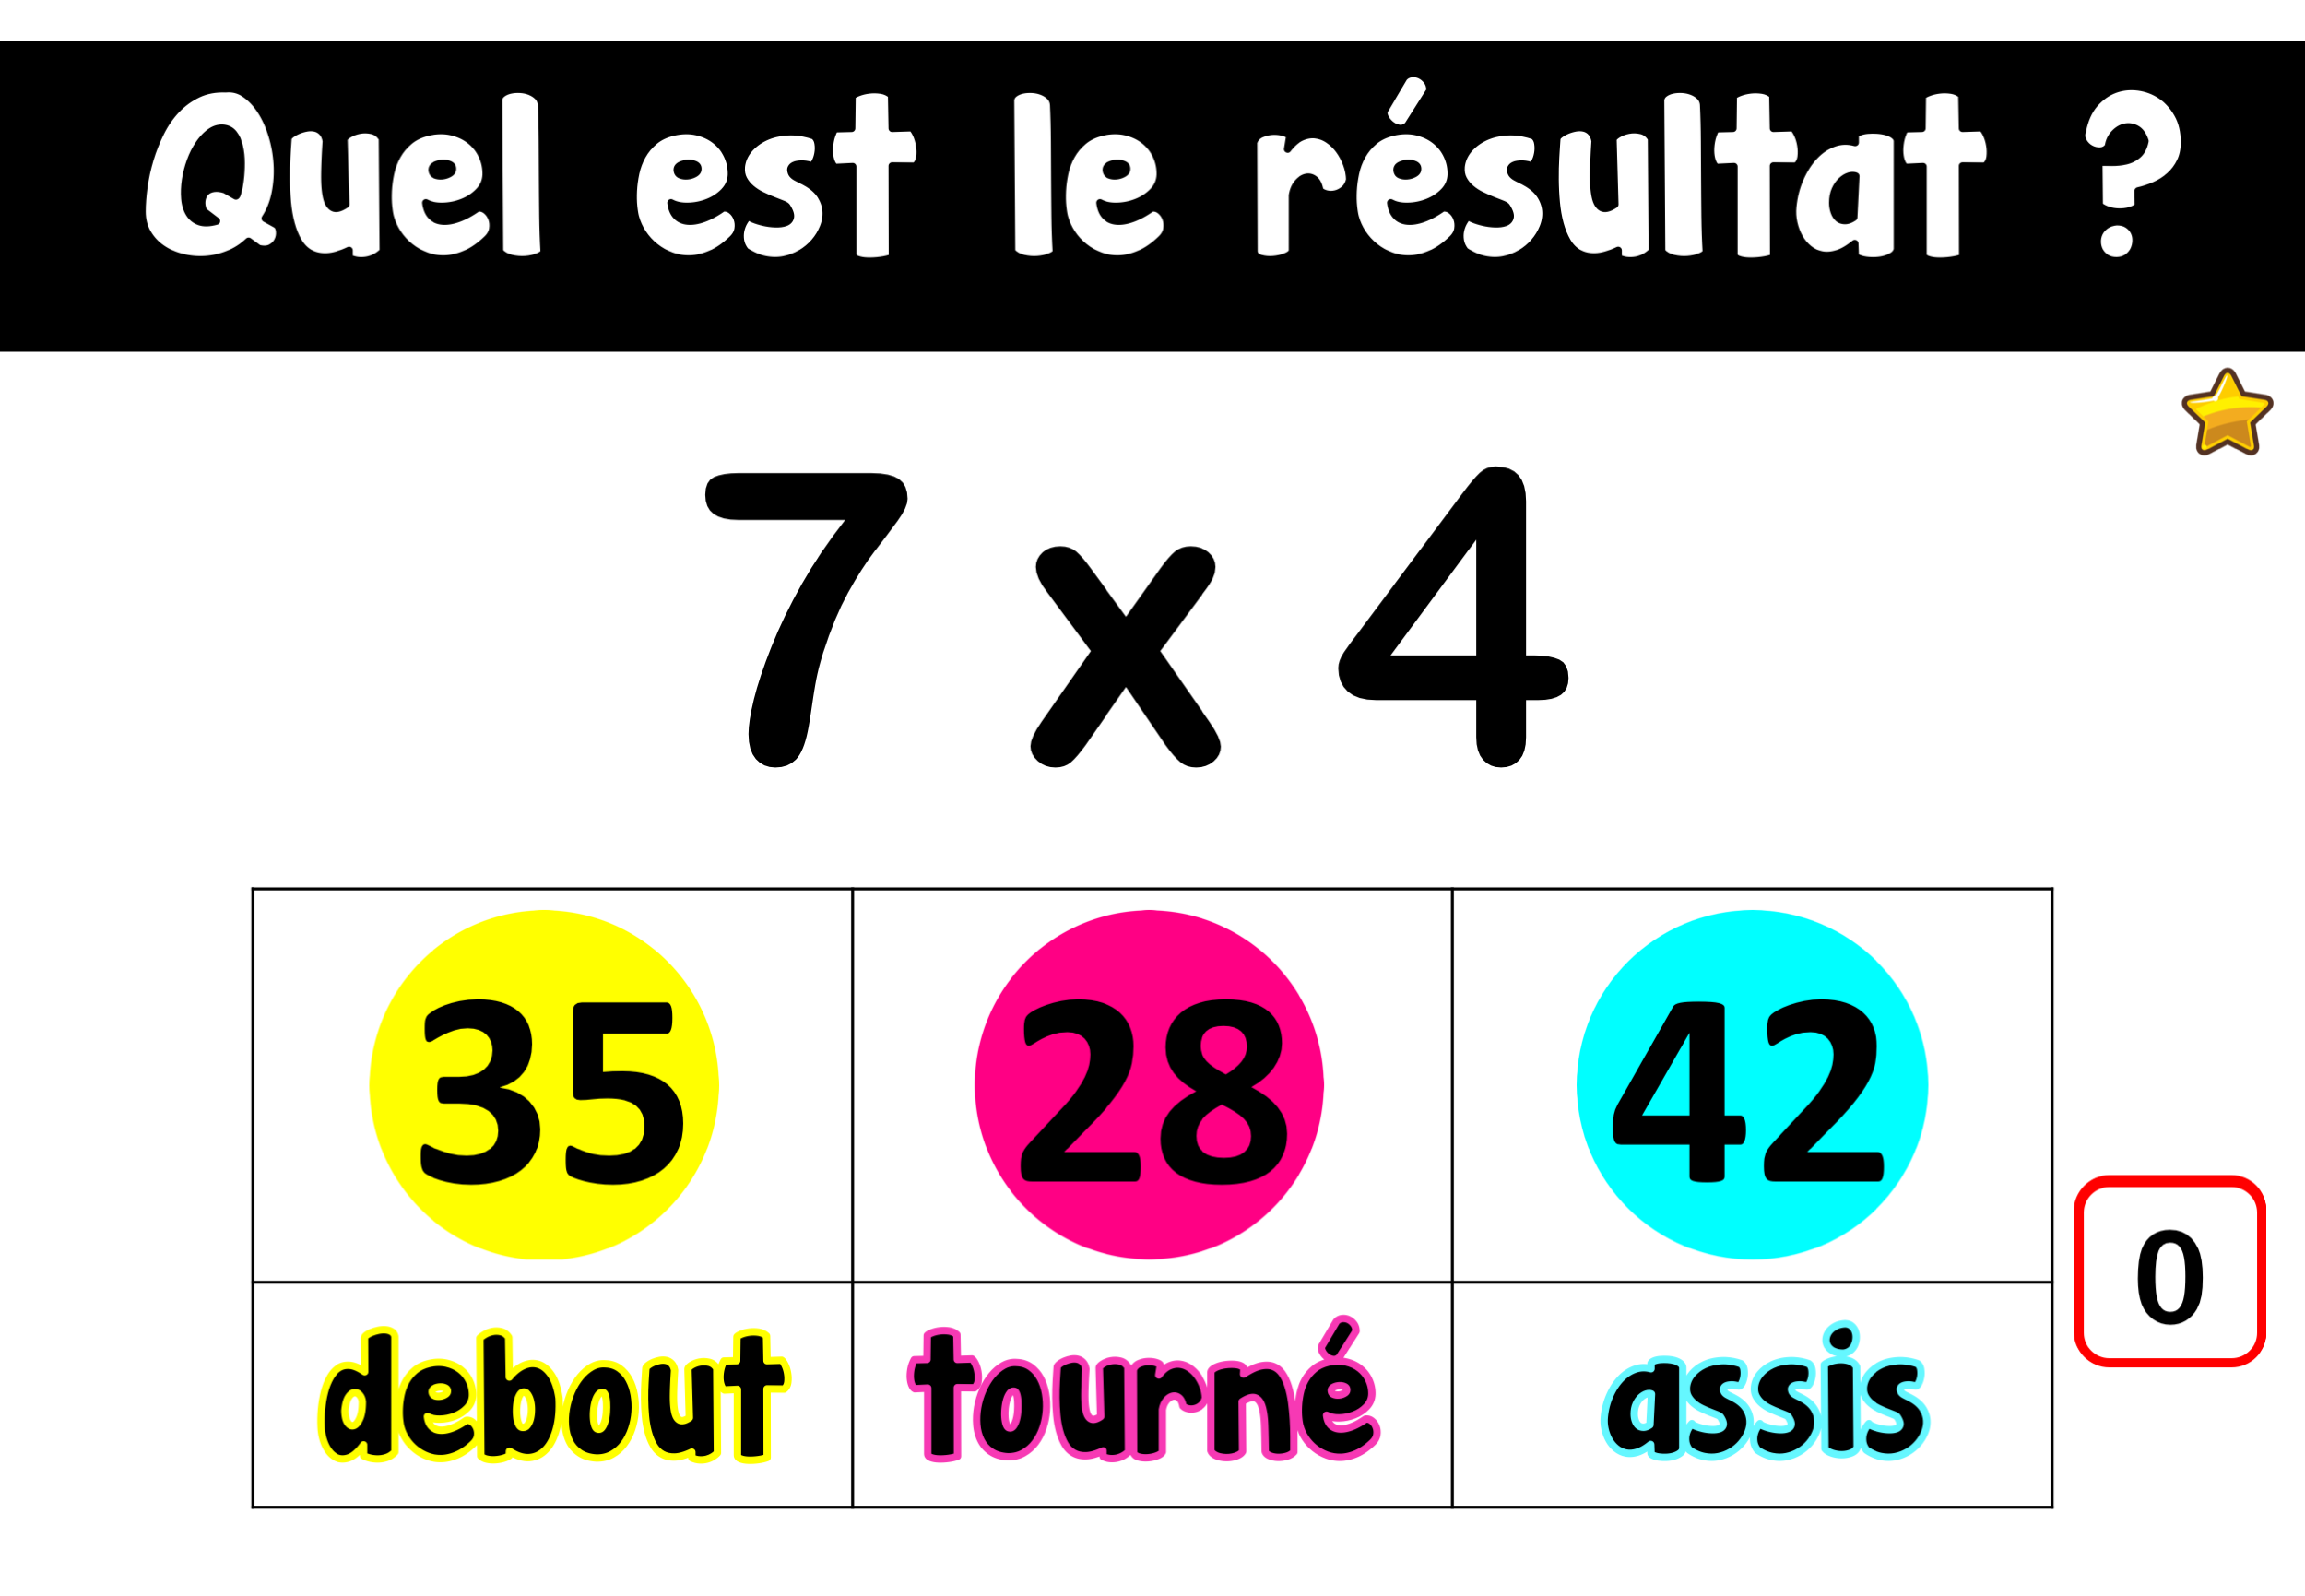 Quel est le résultat ?
7 x 4
35 28 42
0
debout tourné assis